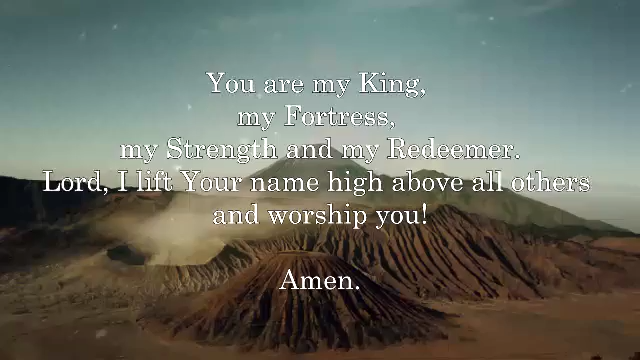 You are my King,
my Fortress,
my Strength and my Redeemer.
Lord, I lift Your name high above all others
and worship you!
Amen.